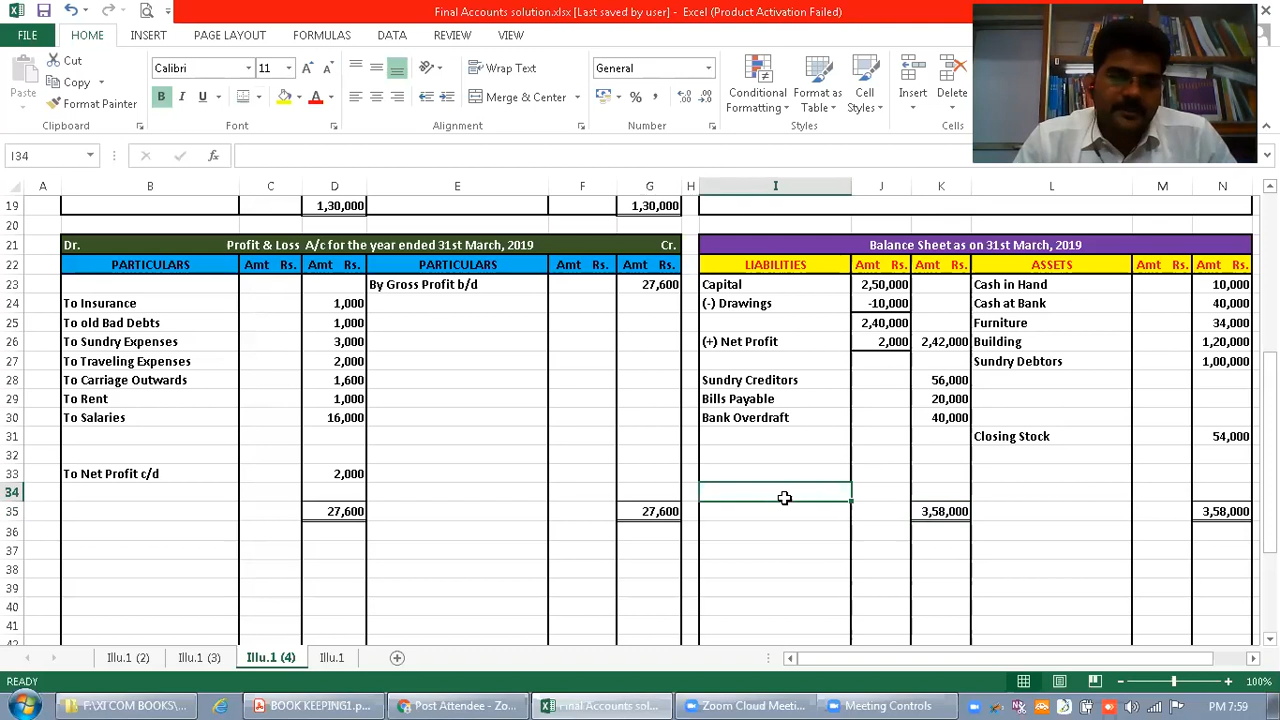 Final Accounts solution.xlsx [Last saved by user] - Excel (Product Activation Failed)
FILE HOME INSERT PAGE LAYOUT FORMULAS DATA REVIEW VIEW
Cut Calibri 11 Wrap Text General
Paste Copy Conditional Format as Cell Insert Delete
Format Painter B I U Merge & Center % , Formatting Table Styles
Clipboard Font Alignment Number Styles Cells
I34
A B C D E F G H I J K L M N
19 1,30,000 1,30,000
20
21 Dr. Profit & Loss A/c for the year ended 31st March, 2019 Cr. Balance Sheet as on 31st March, 2019
22 PARTICULARS Amt Rs. Amt Rs. PARTICULARS Amt Rs. Amt Rs. LIABILITIES Amt Rs. Amt Rs. ASSETS Amt Rs. Amt Rs.
23 By Gross Profit b/d 27,600 Capital 2,50,000 Cash in Hand 10,000
24 To Insurance 1,000 (-) Drawings -10,000 Cash at Bank 40,000
25 To old Bad Debts 1,000 2,40,000 Furniture 34,000
26 To Sundry Expenses 3,000 (+) Net Profit 2,000 2,42,000 Building 1,20,000
27 To Traveling Expenses 2,000 Sundry Debtors 1,00,000
28 To Carriage Outwards 1,600 Sundry Creditors 56,000
29 To Rent 1,000 Bills Payable 20,000
30 To Salaries 16,000 Bank Overdraft 40,000
31 Closing Stock 54,000
32
33 To Net Profit c/d 2,000
34
35 27,600 27,600 3,58,000 3,58,000
36
37
38
39
40
41
42
Illu.1 (2) Illu.1 (3) Illu.1 (4) Illu.1
READY 100%
F:\XI COM BOOKS\... BOOK KEEPING1.p... Post Attendee - Zo... Final Accounts solu... Zoom Cloud Meeti... Meeting Controls PM 7:59